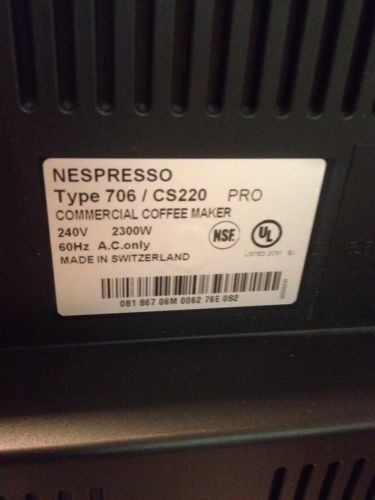 NESPRESSO
Type 706 / CS220 PRO
COMMERCIAL COFFEE MAKER
240V 2300W
60Hz A.C.only
MADE IN SWITZERLAND
NSF.
UL
081 867 06M 0062 76E 0S2